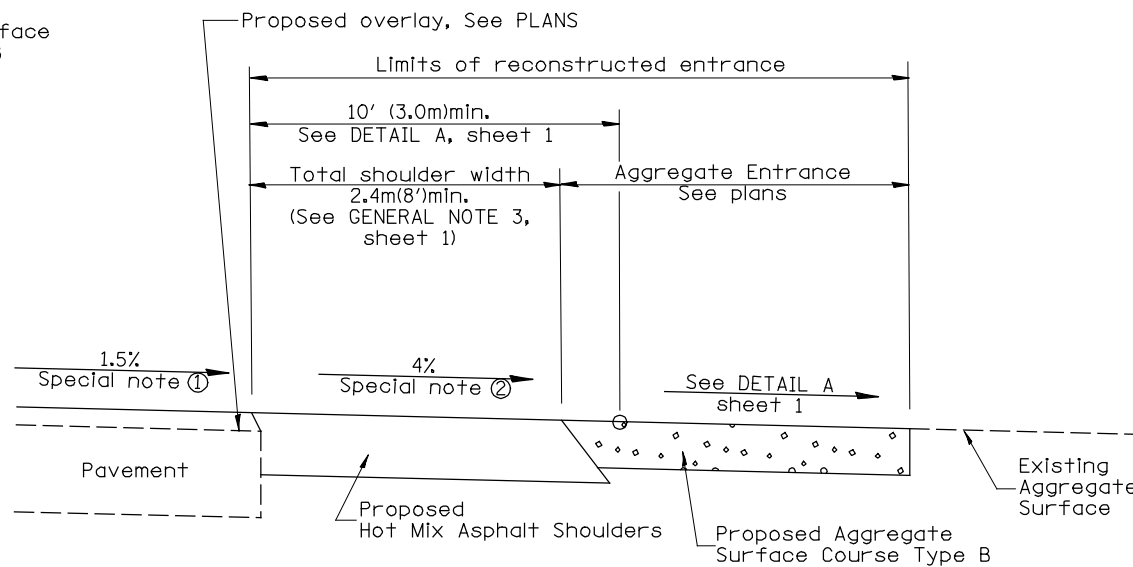 Proposed overlay, See PLANS
Limits of reconstructed entrance
10' (3.0m)min.
See DETAIL A, sheet 1
Total shoulder width
2.4m(8')min.
(See GENERAL NOTE 3,
sheet 1)
Aggregate Entrance
See plans
1.5%
Special note ①
4%
Special note ②
See DETAIL A
sheet 1
Pavement
Proposed
Hot Mix Asphalt Shoulders
Proposed Aggregate
Surface Course Type B
Existing
Aggregate
Surface